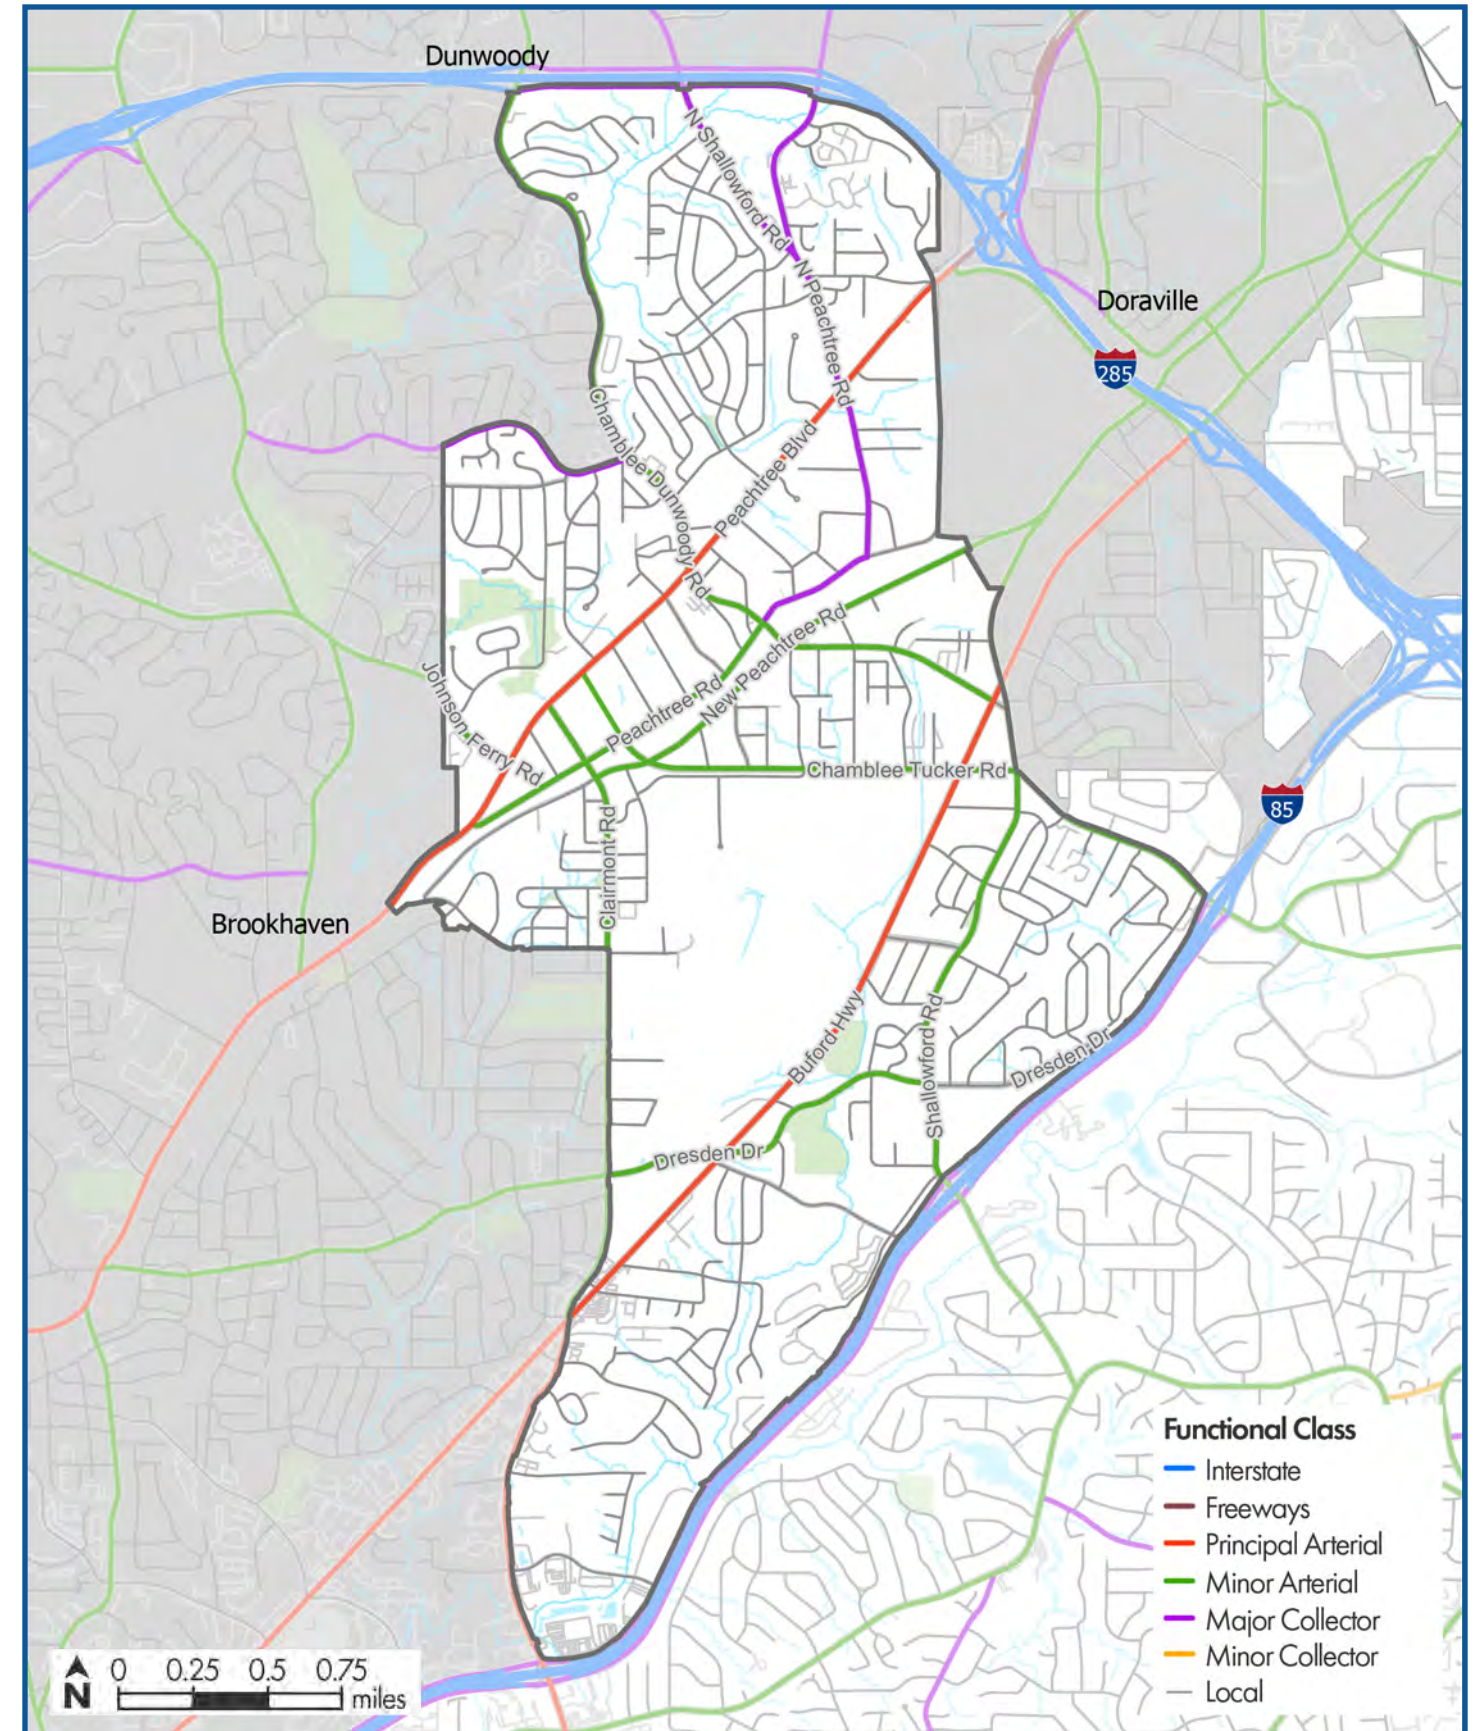 Dunwoody
N Shallowford Rd
N Peachtree Rd
Doraville
285
Chamblee Dunwoody Rd
Peachtree Blvd
Johnson Ferry Rd
Peachtree Rd
New Peachtree Rd
Chamblee Tucker Rd
85
Clairmont Rd
Brookhaven
Buford Hwy
Shallowford Rd
Dresden Dr
Dresden Dr
Functional Class
Interstate
Freeways
Principal Arterial
Minor Arterial
Major Collector
Minor Collector
Local
N
0 0.25 0.5 0.75
miles